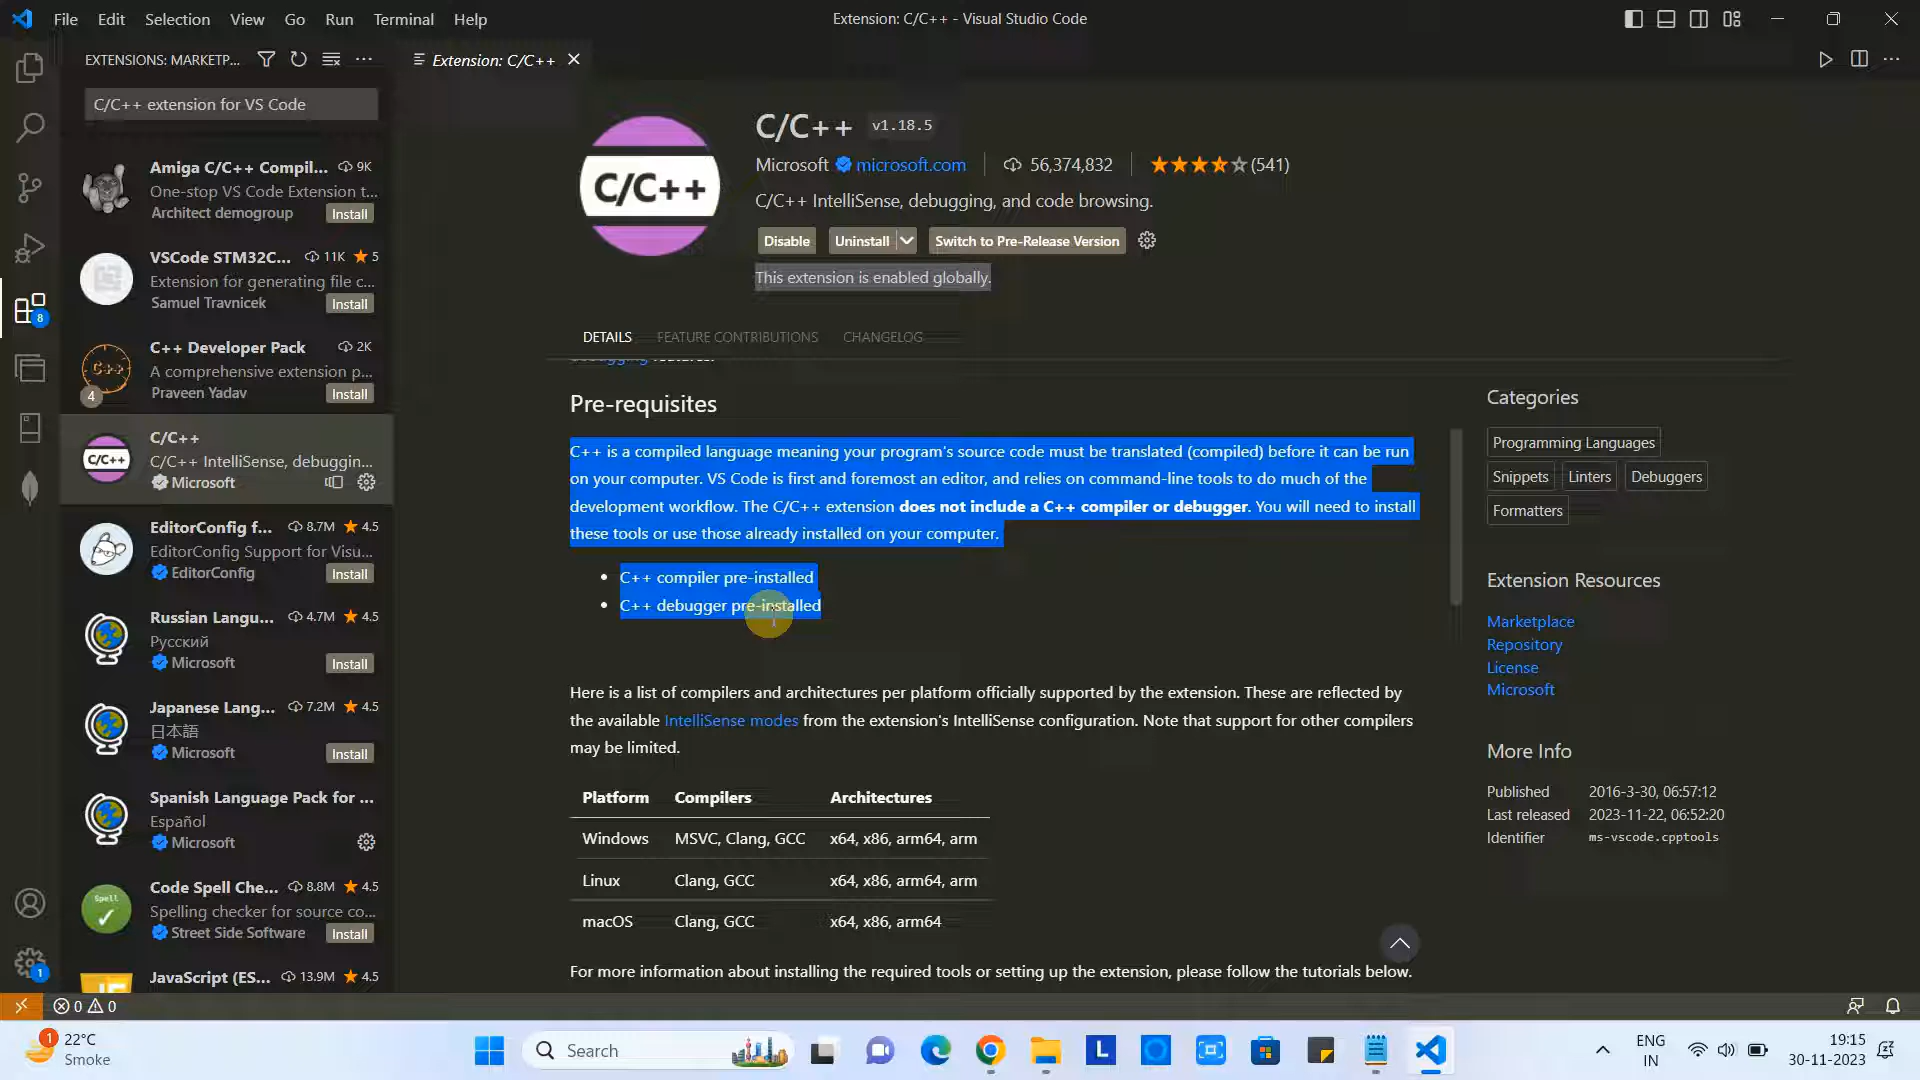 File Edit Selection View Go Run Terminal Help
Extension: C/C++ - Visual Studio Code
EXTENSIONS: MARKETP...
C/C++ extension for VS Code
Amiga C/C++ Compil... 9K
One-stop VS Code Extension t...
Architect demogroup Install
VSCode STM32C... 11K 5
Extension for generating file c...
Samuel Travnicek Install
C++ Developer Pack 2K
A comprehensive extension p...
4 Praveen Yadav Install
C/C++
C/C++ IntelliSense, debuggin...
Microsoft
EditorConfig f... 8.7M 4.5
EditorConfig Support for Visu...
EditorConfig Install
Russian Langu... 4.7M 4.5
Русский
Microsoft Install
Japanese Lang... 7.2M 4.5
日本語
Microsoft Install
Spanish Language Pack for ...
Español
Microsoft
Code Spell Che... 8.8M 4.5
Spelling checker for source co...
Street Side Software Install
JavaScript (ES... 13.9M 4.5
8
1
Extension: C/C++
C/C++
C/C++ v1.18.5
Microsoft microsoft.com 56,374,832 (541)
C/C++ IntelliSense, debugging, and code browsing.
Disable Uninstall Switch to Pre-Release Version
This extension is enabled globally.
DETAILS FEATURE CONTRIBUTIONS CHANGELOG
debugging features.
Pre-requisites
C++ is a compiled language meaning your program's source code must be translated (compiled) before it can be run
on your computer. VS Code is first and foremost an editor, and relies on command-line tools to do much of the
development workflow. The C/C++ extension does not include a C++ compiler or debugger. You will need to install
these tools or use those already installed on your computer.
• C++ compiler pre-installed
• C++ debugger pre-installed
Here is a list of compilers and architectures per platform officially supported by the extension. These are reflected by
the available IntelliSense modes from the extension's IntelliSense configuration. Note that support for other compilers
may be limited.
Platform Compilers Architectures
Windows MSVC, Clang, GCC x64, x86, arm64, arm
Linux Clang, GCC x64, x86, arm64, arm
macOS Clang, GCC x64, x86, arm64
For more information about installing the required tools or setting up the extension, please follow the tutorials below.
Categories
Programming Languages
Snippets Linters Debuggers
Formatters
Extension Resources
Marketplace
Repository
License
Microsoft
More Info
Published 2016-3-30, 06:57:12
Last released 2023-11-22, 06:52:20
Identifier ms-vscode.cpptools
0 0
1 22°C
Smoke
Search
L
ENG
IN
19:15
30-11-2023